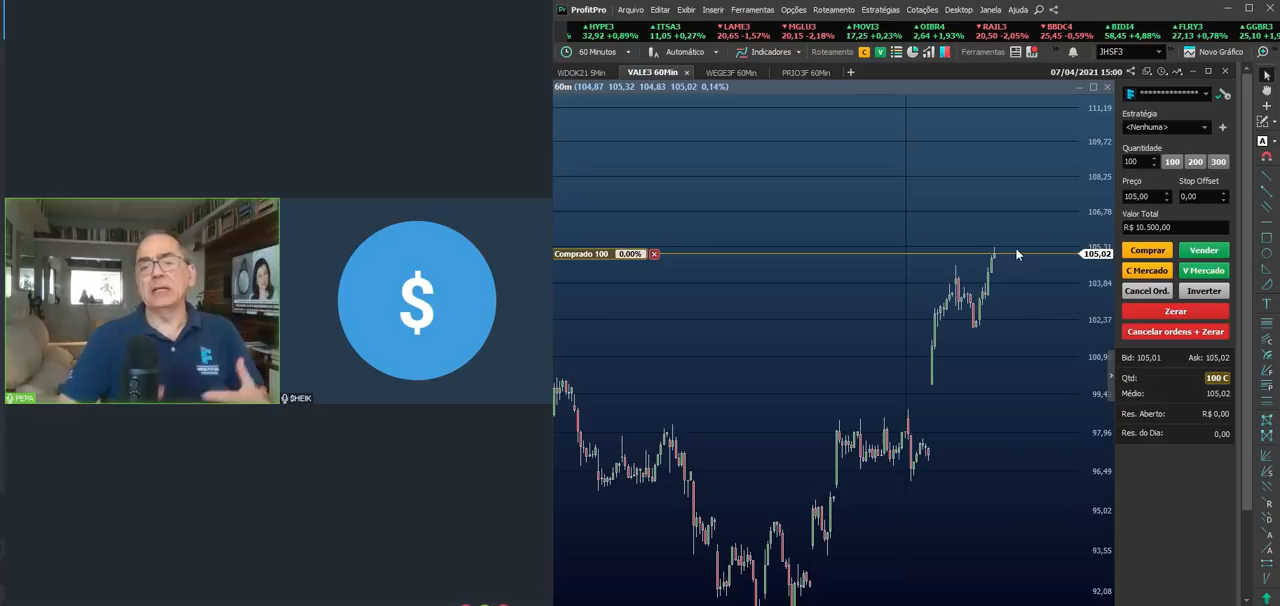 ProfitPro Arquivo Editar Exibir Inserir Ferramentas Opções Roteamento Estratégias Cotações Desktop Janela Ajuda
HYPE3 ITSA3 LAME3 MGLU3 MOVI3 OIBR4 RAIL3 BBDC4 BIDI4 FLRY3 GGBR3
32,92 +0,89% 11,05 +0,27% 20,65 -1,57% 20,15 -2,18% 17,25 +0,23% 2,64 +1,93% 20,50 -2,05% 25,45 -0,59% 58,45 +4,88% 27,13 +0,78% 25,10 +1,5
60 Minutos Automático Indicadores Roteamento C V Ferramentas JHSF3 Novo Gráfico
WDOK21 5Min VALE3 60Min WEGE3F 60Min PRIO3F 60Min 07/04/2021 15:00
60m (104,87 105,32 104,83 105,02 0,14%)
111,19
109,72
108,25
106,78
105,31
105,02
103,84
102,37
100,9
99,4
97,96
96,49
95,02
93,55
92,08
Comprado 100 0,00%
**************
Estratégia
<Nenhuma>
Quantidade
100 100 200 300
Preço Stop Offset
105,00 0,00
Valor Total
R$ 10.500,00
Comprar Vender
C Mercado V Mercado
Cancel Ord. Inverter
Zerar
Cancelar ordens + Zerar
Bid: 105,01 Ask: 105,02
Qtd: 100 C
Médio: 105,02
Res. Aberto: R$ 0,00
Res. do Dia: 0,00
$
PEPA
$HEIK